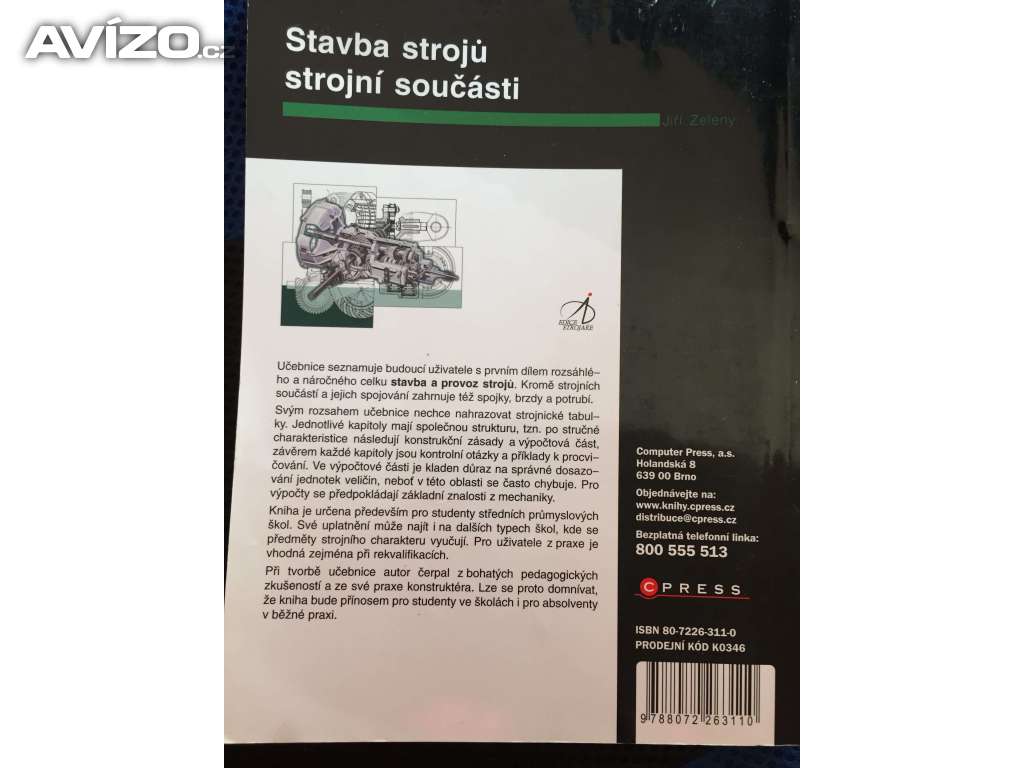 AVÍZO.cz
Stavba strojů
strojní součásti
Jiří Zelený
EDICE
STROJAŘE
Učebnice seznamuje budoucí uživatele s prvním dílem rozsáhlé-
ho a náročného celku stavba a provoz strojů. Kromě strojních
součástí a jejich spojování zahrnuje též spojky, brzdy a potrubí.
Svým rozsahem učebnice nechce nahrazovat strojnické tabul-
ky. Jednotlivé kapitoly mají společnou strukturu, tzn. po stručné
charakteristice následují konstrukční zásady a výpočtová část,
závěrem každé kapitoly jsou kontrolní otázky a příklady k procvi-
čování. Ve výpočtové části je kladen důraz na správné dosazo-
vání jednotek veličin, neboť v této oblasti se často chybuje. Pro
výpočty se předpokládají základní znalosti z mechaniky.
Kniha je určena především pro studenty středních průmyslových
škol. Své uplatnění může najít i na dalších typech škol, kde se
předměty strojního charakteru vyučují. Pro uživatele z praxe je
vhodná zejména při rekvalifikacích.
Při tvorbě učebnice autor čerpal z bohatých pedagogických
zkušeností a ze své praxe konstruktéra. Lze se proto domnívat,
že kniha bude přínosem pro studenty ve školách i pro absolventy
v běžné praxi.
Computer Press, a.s.
Holandská 8
639 00 Brno
Objednávejte na:
www.knihy.cpress.cz
distribuce@cpress.cz
Bezplatná telefonní linka:
800 555 513
CPRESS
ISBN 80-7226-311-0
PRODEJNÍ KÓD K0346
9 788072 263110